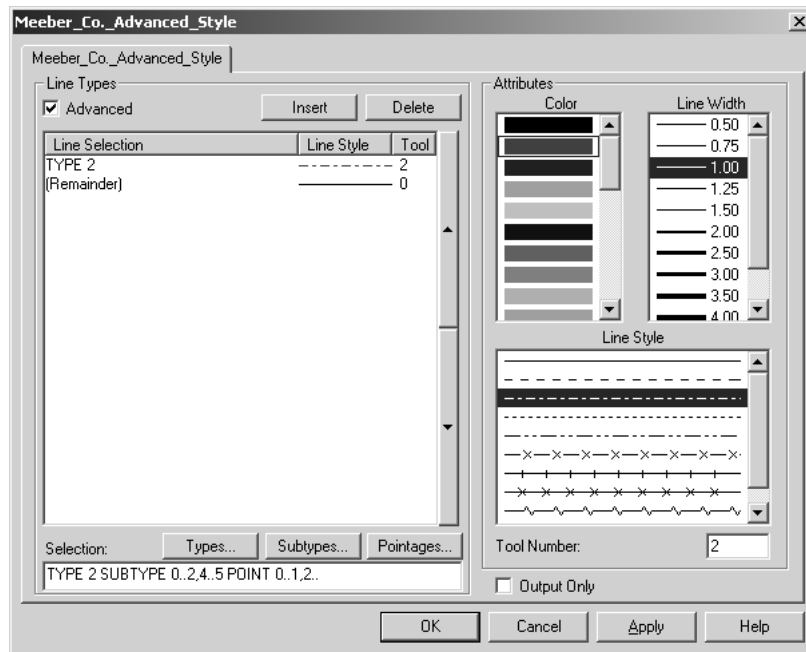 Meeber_Co._Advanced_Style
Meeber_Co._Advanced_Style
Line Types
Advanced
Insert
Delete
Line Selection Line Style Tool
TYPE 2 2
(Remainder) 0
Selection:
Types...
Subtypes...
Pointages...
TYPE 2 SUBTYPE 0..2,4..5 POINT 0..1,2..
Attributes
Color
Line Width
0.50
0.75
1.00
1.25
1.50
2.00
2.50
3.00
3.50
4.00
Line Style
Tool Number:
2
Output Only
OK
Cancel
Apply
Help